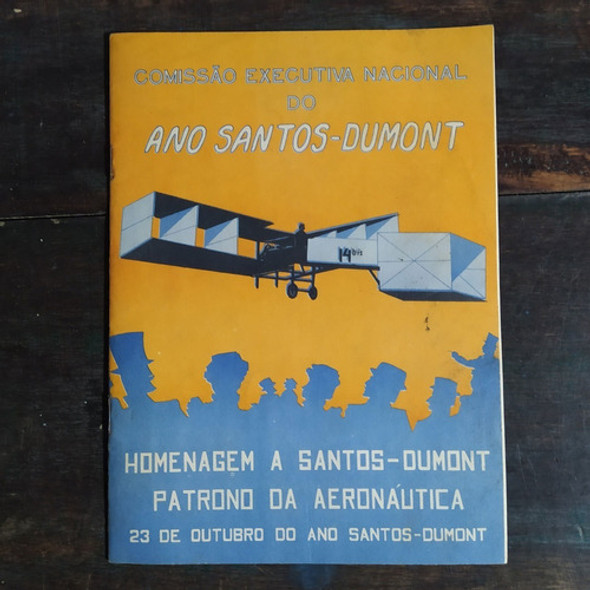 COMISSÃO EXECUTIVA NACIONAL
DO
ANO SANTOS-DUMONT
14bis
HOMENAGEM A SANTOS-DUMONT
PATRONO DA AERONÁUTICA
23 DE OUTUBRO DO ANO SANTOS-DUMONT